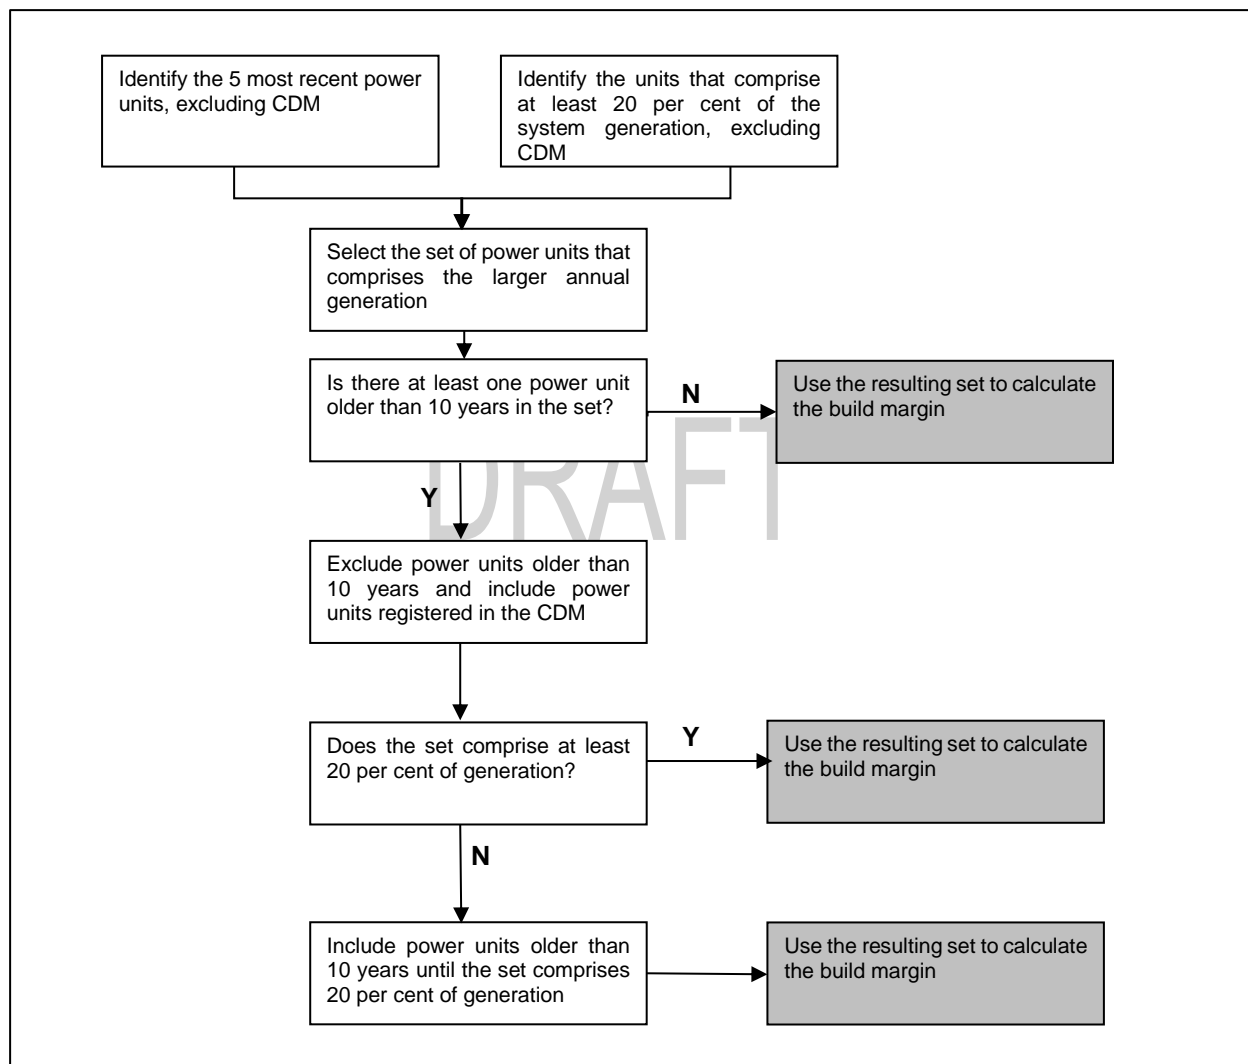 Identify the 5 most recent power
units, excluding CDM
Identify the units that comprise
at least 20 per cent of the
system generation, excluding
CDM
Select the set of power units that
comprises the larger annual
generation
Is there at least one power unit
older than 10 years in the set?
N
Use the resulting set to calculate
the build margin
DRAFT
Y
Exclude power units older than
10 years and include power
units registered in the CDM
Does the set comprise at least
20 per cent of generation?
Y
Use the resulting set to calculate
the build margin
N
Include power units older than
10 years until the set comprises
20 per cent of generation
Use the resulting set to calculate
the build margin